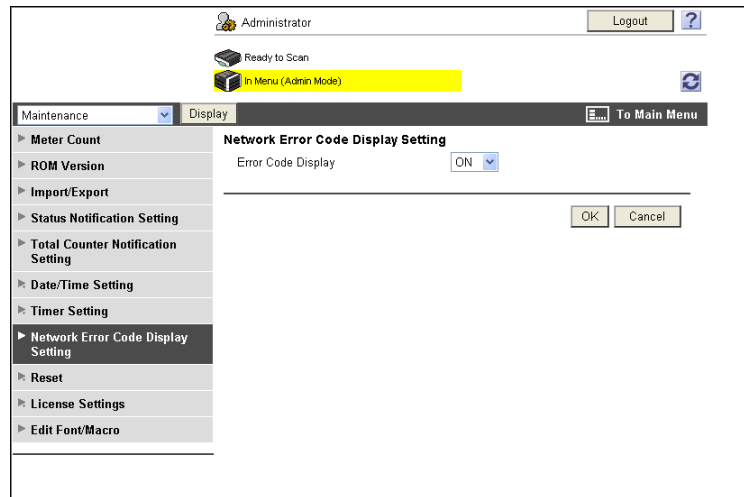 Administrator
Logout
?
Ready to Scan
In Menu (Admin Mode)
Maintenance
Display
To Main Menu
Meter Count
ROM Version
Import/Export
Status Notification Setting
Total Counter Notification
Setting
Date/Time Setting
Timer Setting
Network Error Code Display
Setting
Reset
License Settings
Edit Font/Macro
Network Error Code Display Setting
Error Code Display
ON
OK
Cancel